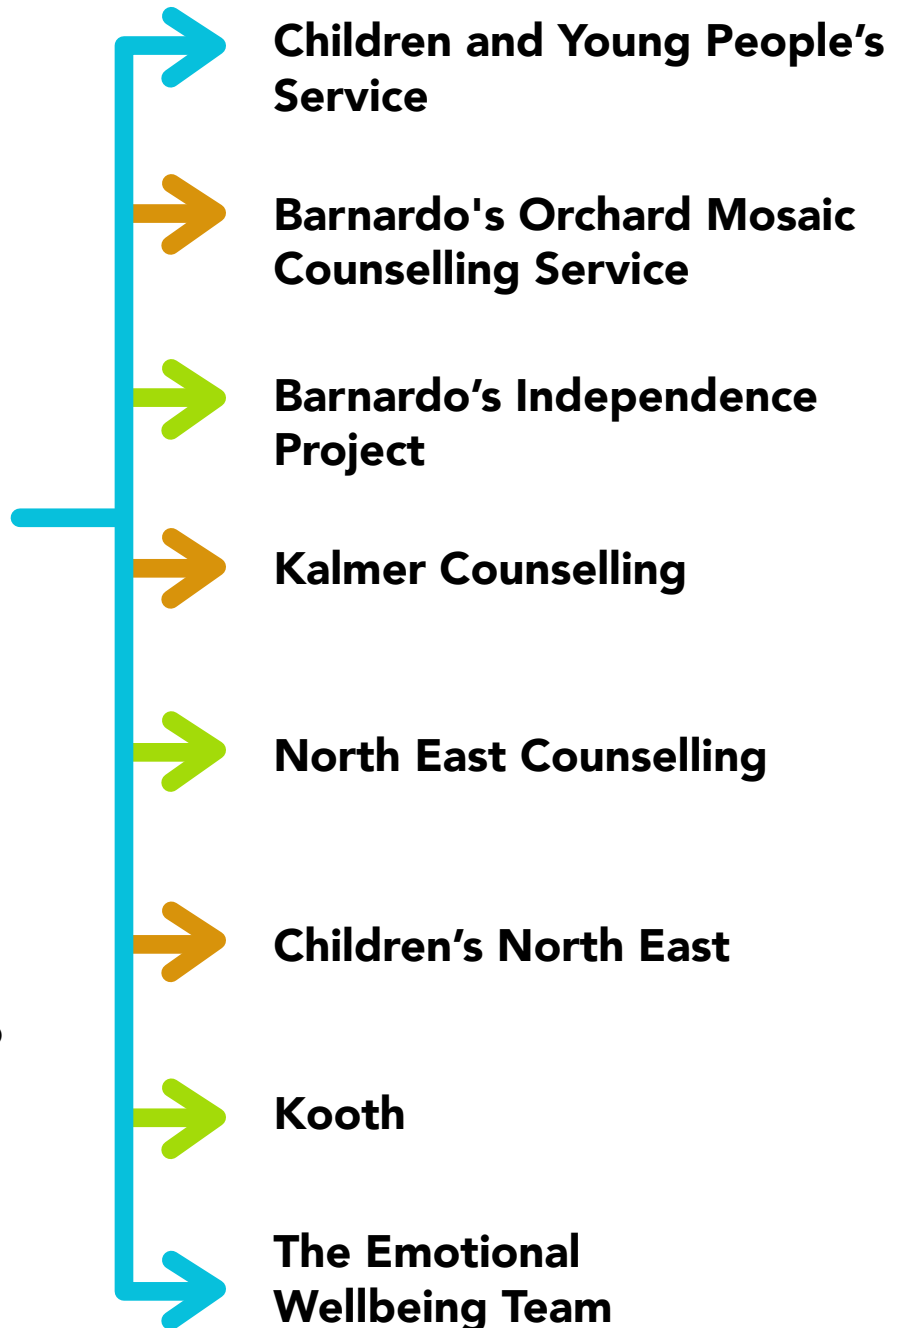 Children and Young People’s
Service
Barnardo's Orchard Mosaic
Counselling Service
Barnardo’s Independence
Project
Kalmer Counselling
North East Counselling
Children’s North East
Kooth
The Emotional
Wellbeing Team